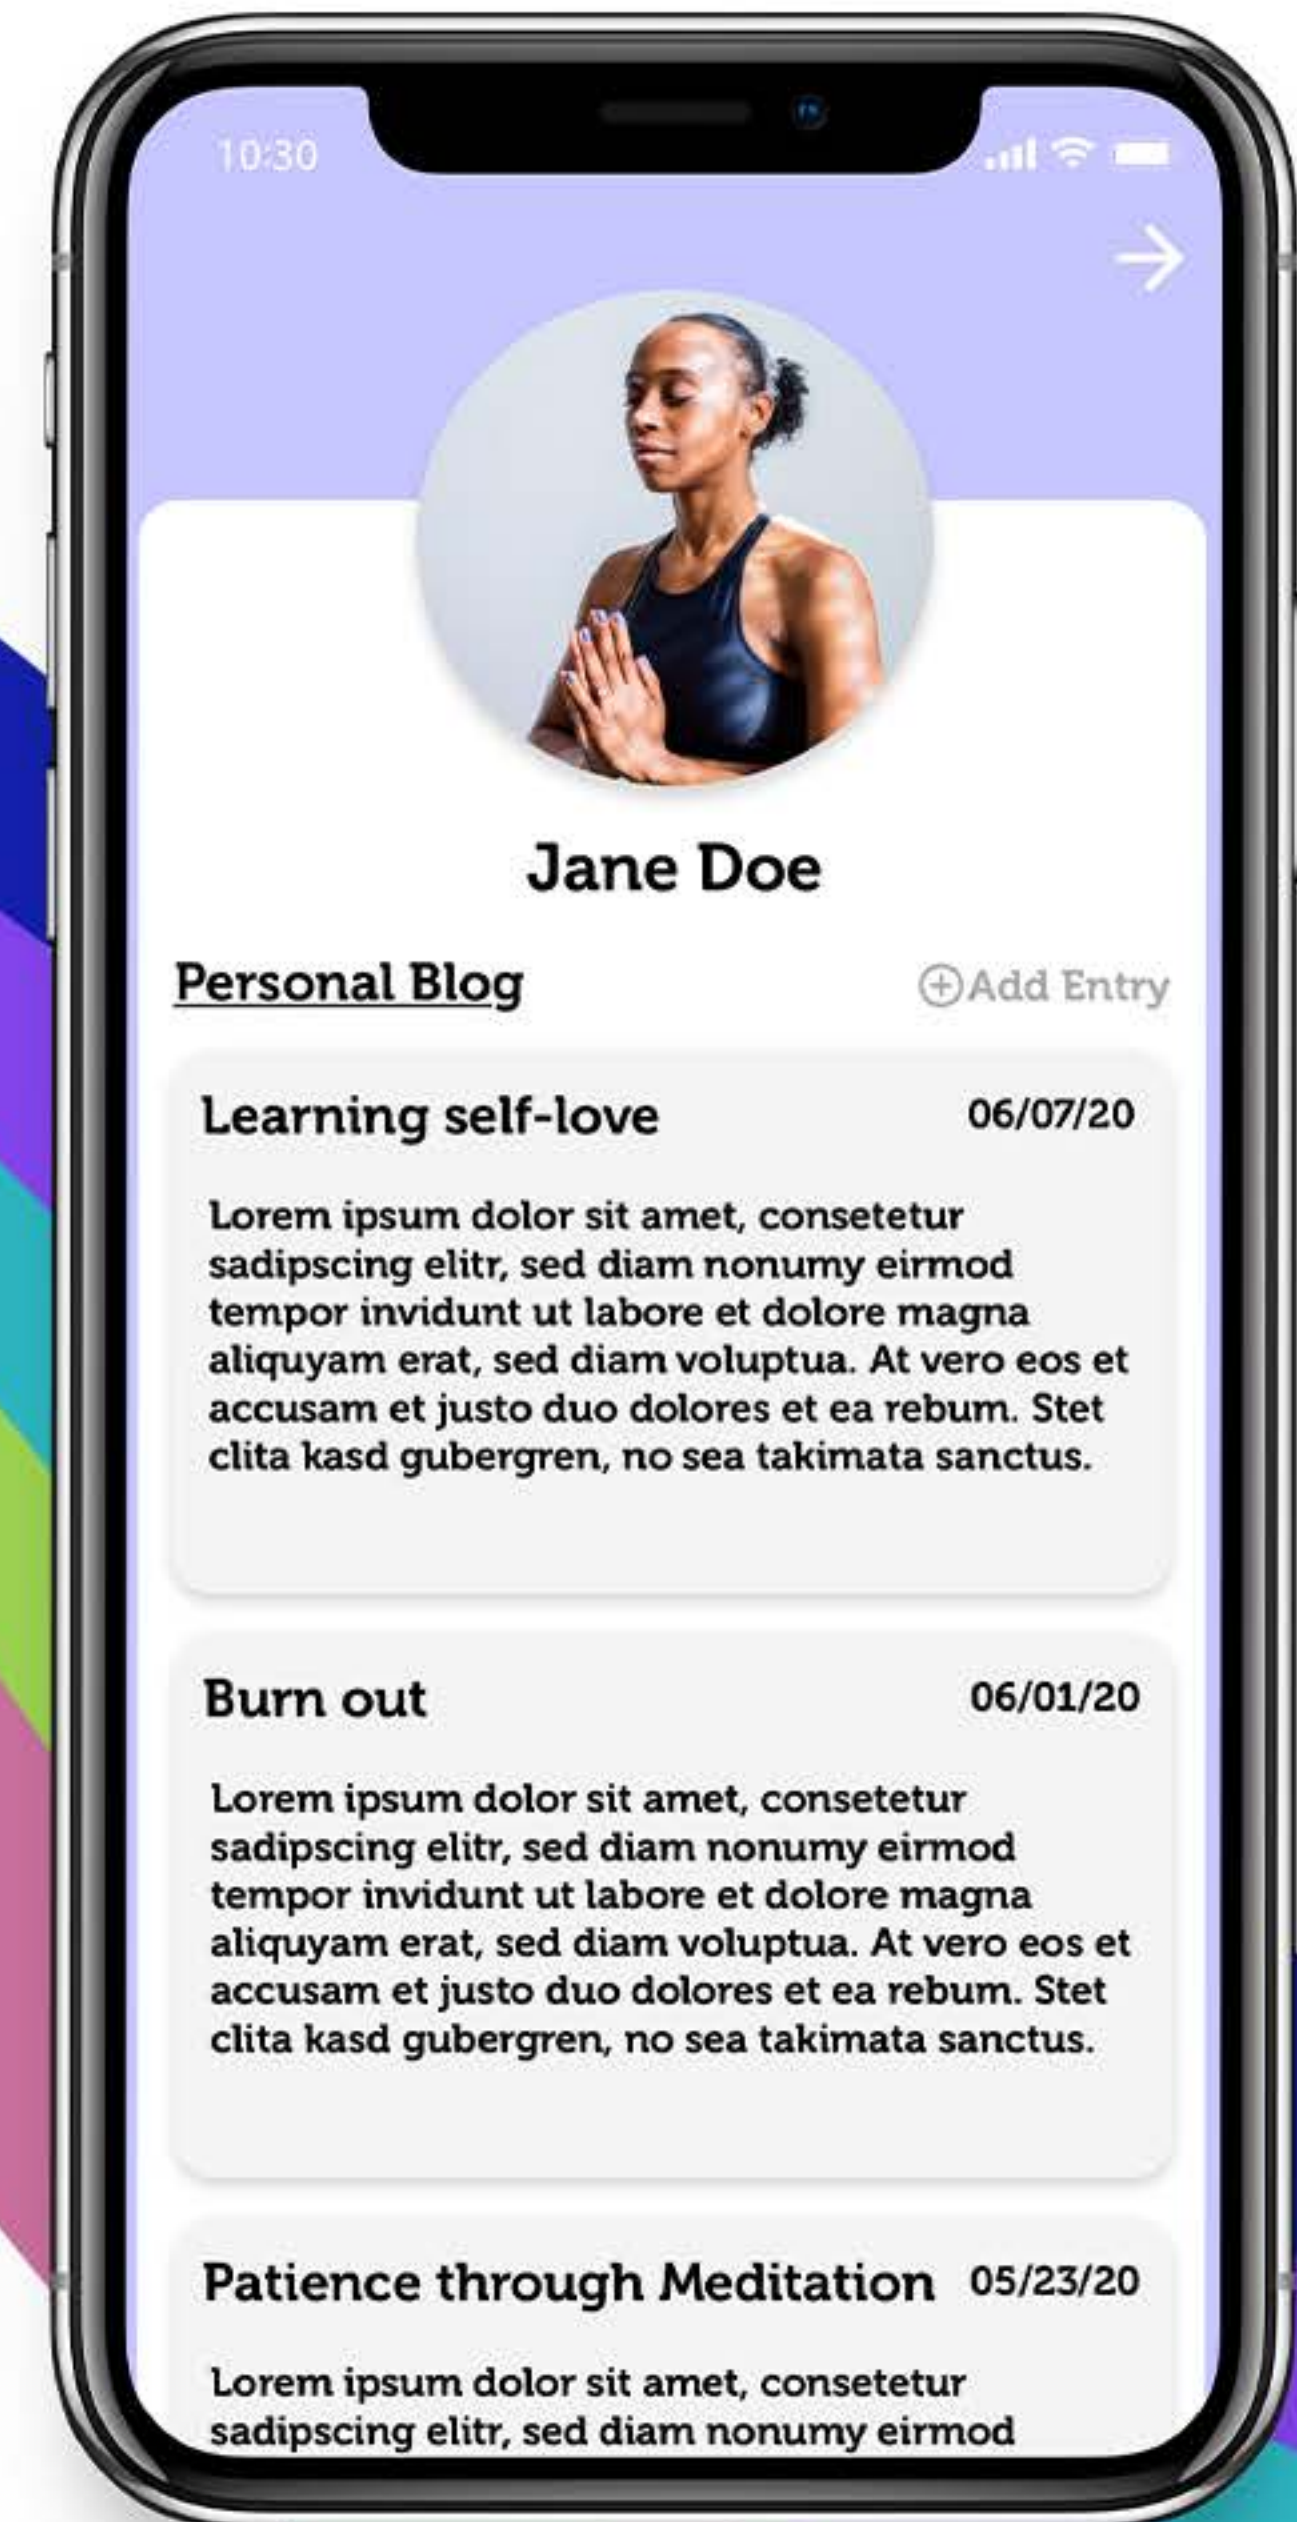 10:30
Jane Doe
Personal Blog
Add Entry
Learning self-love
06/07/20
Lorem ipsum dolor sit amet, consetetur
sadipscing elitr, sed diam nonumy eirmod
tempor invidunt ut labore et dolore magna
aliquyam erat, sed diam voluptua. At vero eos et
accusam et justo duo dolores et ea rebum. Stet
clita kasd gubergren, no sea takimata sanctus.
Burn out
06/01/20
Lorem ipsum dolor sit amet, consetetur
sadipscing elitr, sed diam nonumy eirmod
tempor invidunt ut labore et dolore magna
aliquyam erat, sed diam voluptua. At vero eos et
accusam et justo duo dolores et ea rebum. Stet
clita kasd gubergren, no sea takimata sanctus.
Patience through Meditation
05/23/20
Lorem ipsum dolor sit amet, consetetur
sadipscing elitr, sed diam nonumy eirmod